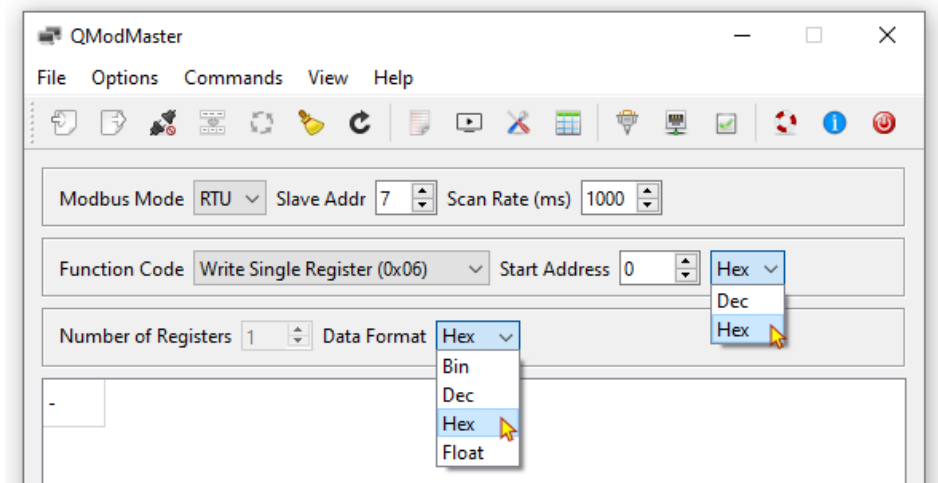 QModMaster
File Options Commands View Help
Modbus Mode RTU Slave Addr 7 Scan Rate (ms) 1000
Function Code Write Single Register (0x06) Start Address 0 Hex
Dec
Hex
Number of Registers 1 Data Format Hex
Bin
Dec
Hex
Float
-